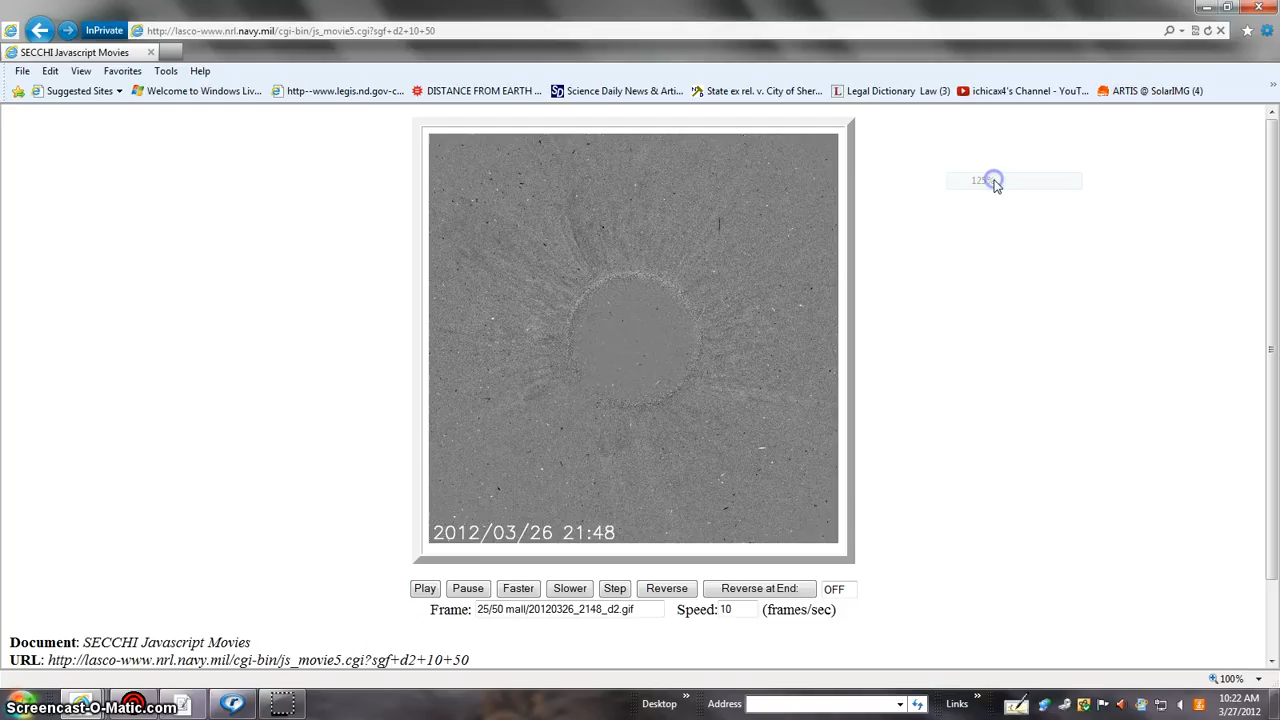 InPrivate http://lasco-www.nrl.navy.mil/cgi-bin/js_movie5.cgi?sgf+d2+10+50
SECCHI Javascript Movies
File Edit View Favorites Tools Help
Suggested Sites Welcome to Windows Liv... http--www.legis.nd.gov-c... DISTANCE FROM EARTH ... Science Daily News & Arti... State ex rel. v. City of Sher... Legal Dictionary Law (3) ichicax4's Channel - YouT... ARTIS @ SolarIMG (4)
2012/03/26 21:48
Play Pause Faster Slower Step Reverse Reverse at End: OFF
Frame: 25/50 mall/20120326_2148_d2.gif Speed: 10 (frames/sec)
Document: SECCHI Javascript Movies
URL: http://lasco-www.nrl.navy.mil/cgi-bin/js_movie5.cgi?sgf+d2+10+50
100%
Screencast-O-Matic.com Desktop Address Links 10:22 AM
3/27/2012